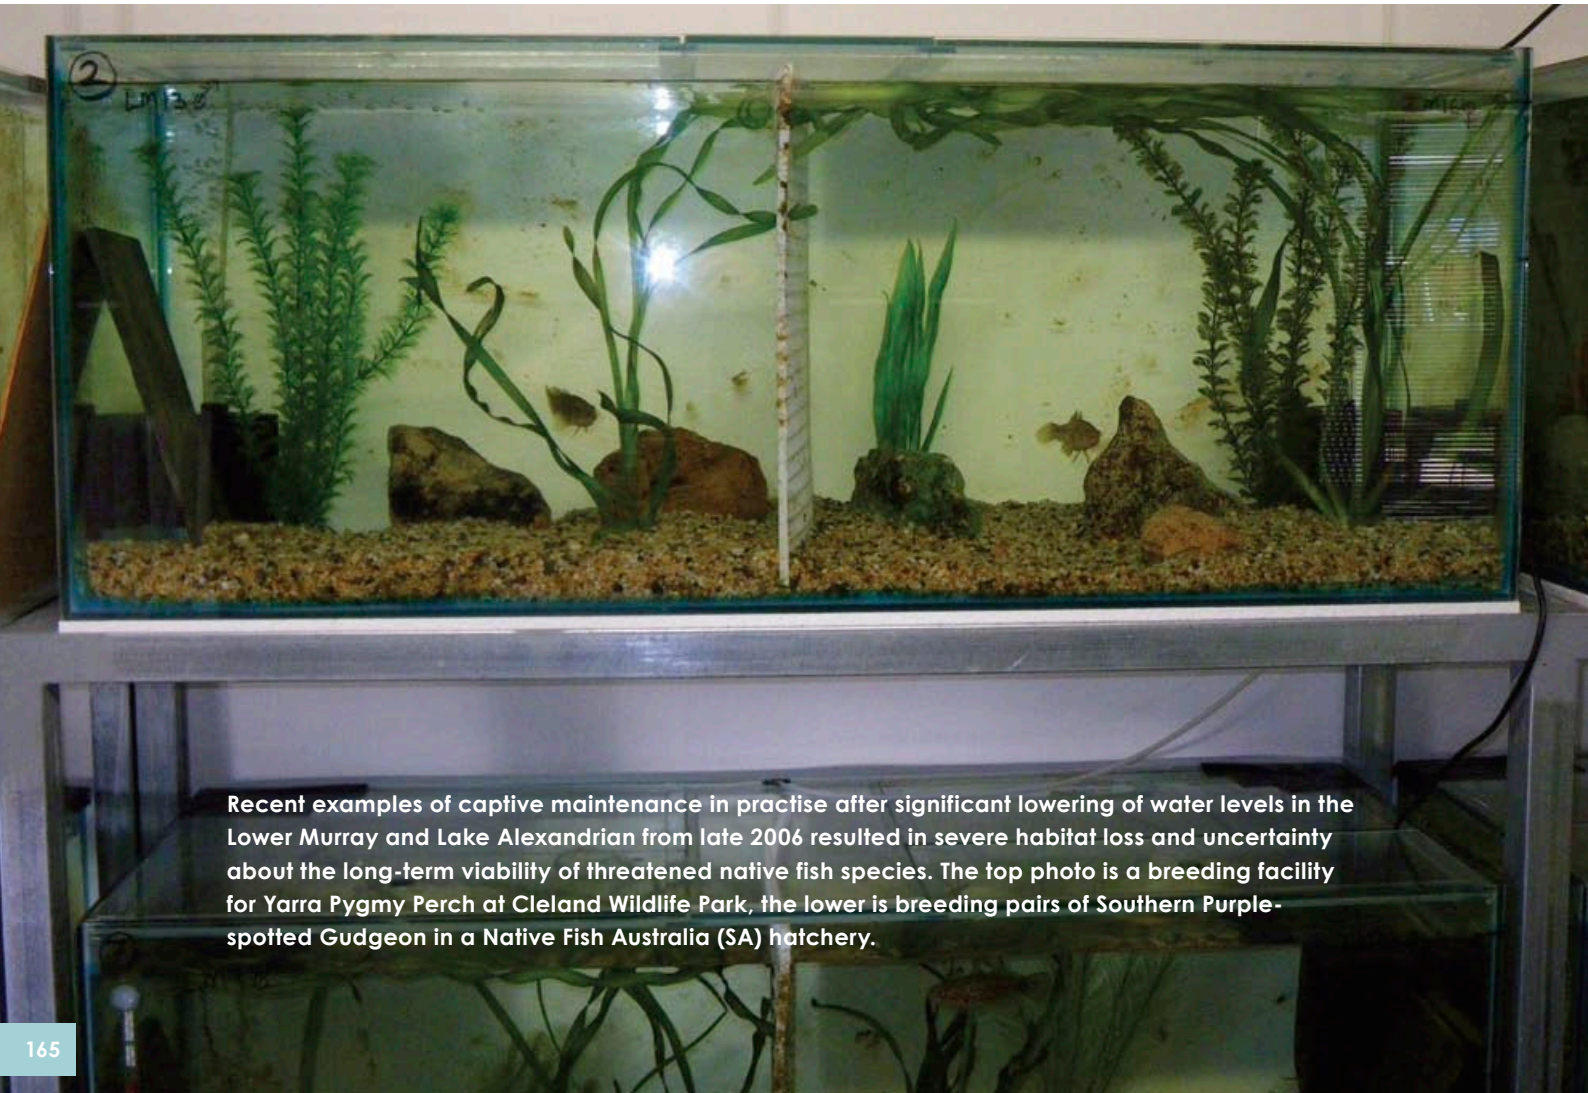 2
Recent examples of captive maintenance in practise after significant lowering of water levels in the
Lower Murray and Lake Alexandrian from late 2006 resulted in severe habitat loss and uncertainty
about the long-term viability of threatened native fish species. The top photo is a breeding facility
for Yarra Pygmy Perch at Cleland Wildlife Park, the lower is breeding pairs of Southern Purple-
spotted Gudgeon in a Native Fish Australia (SA) hatchery.
165